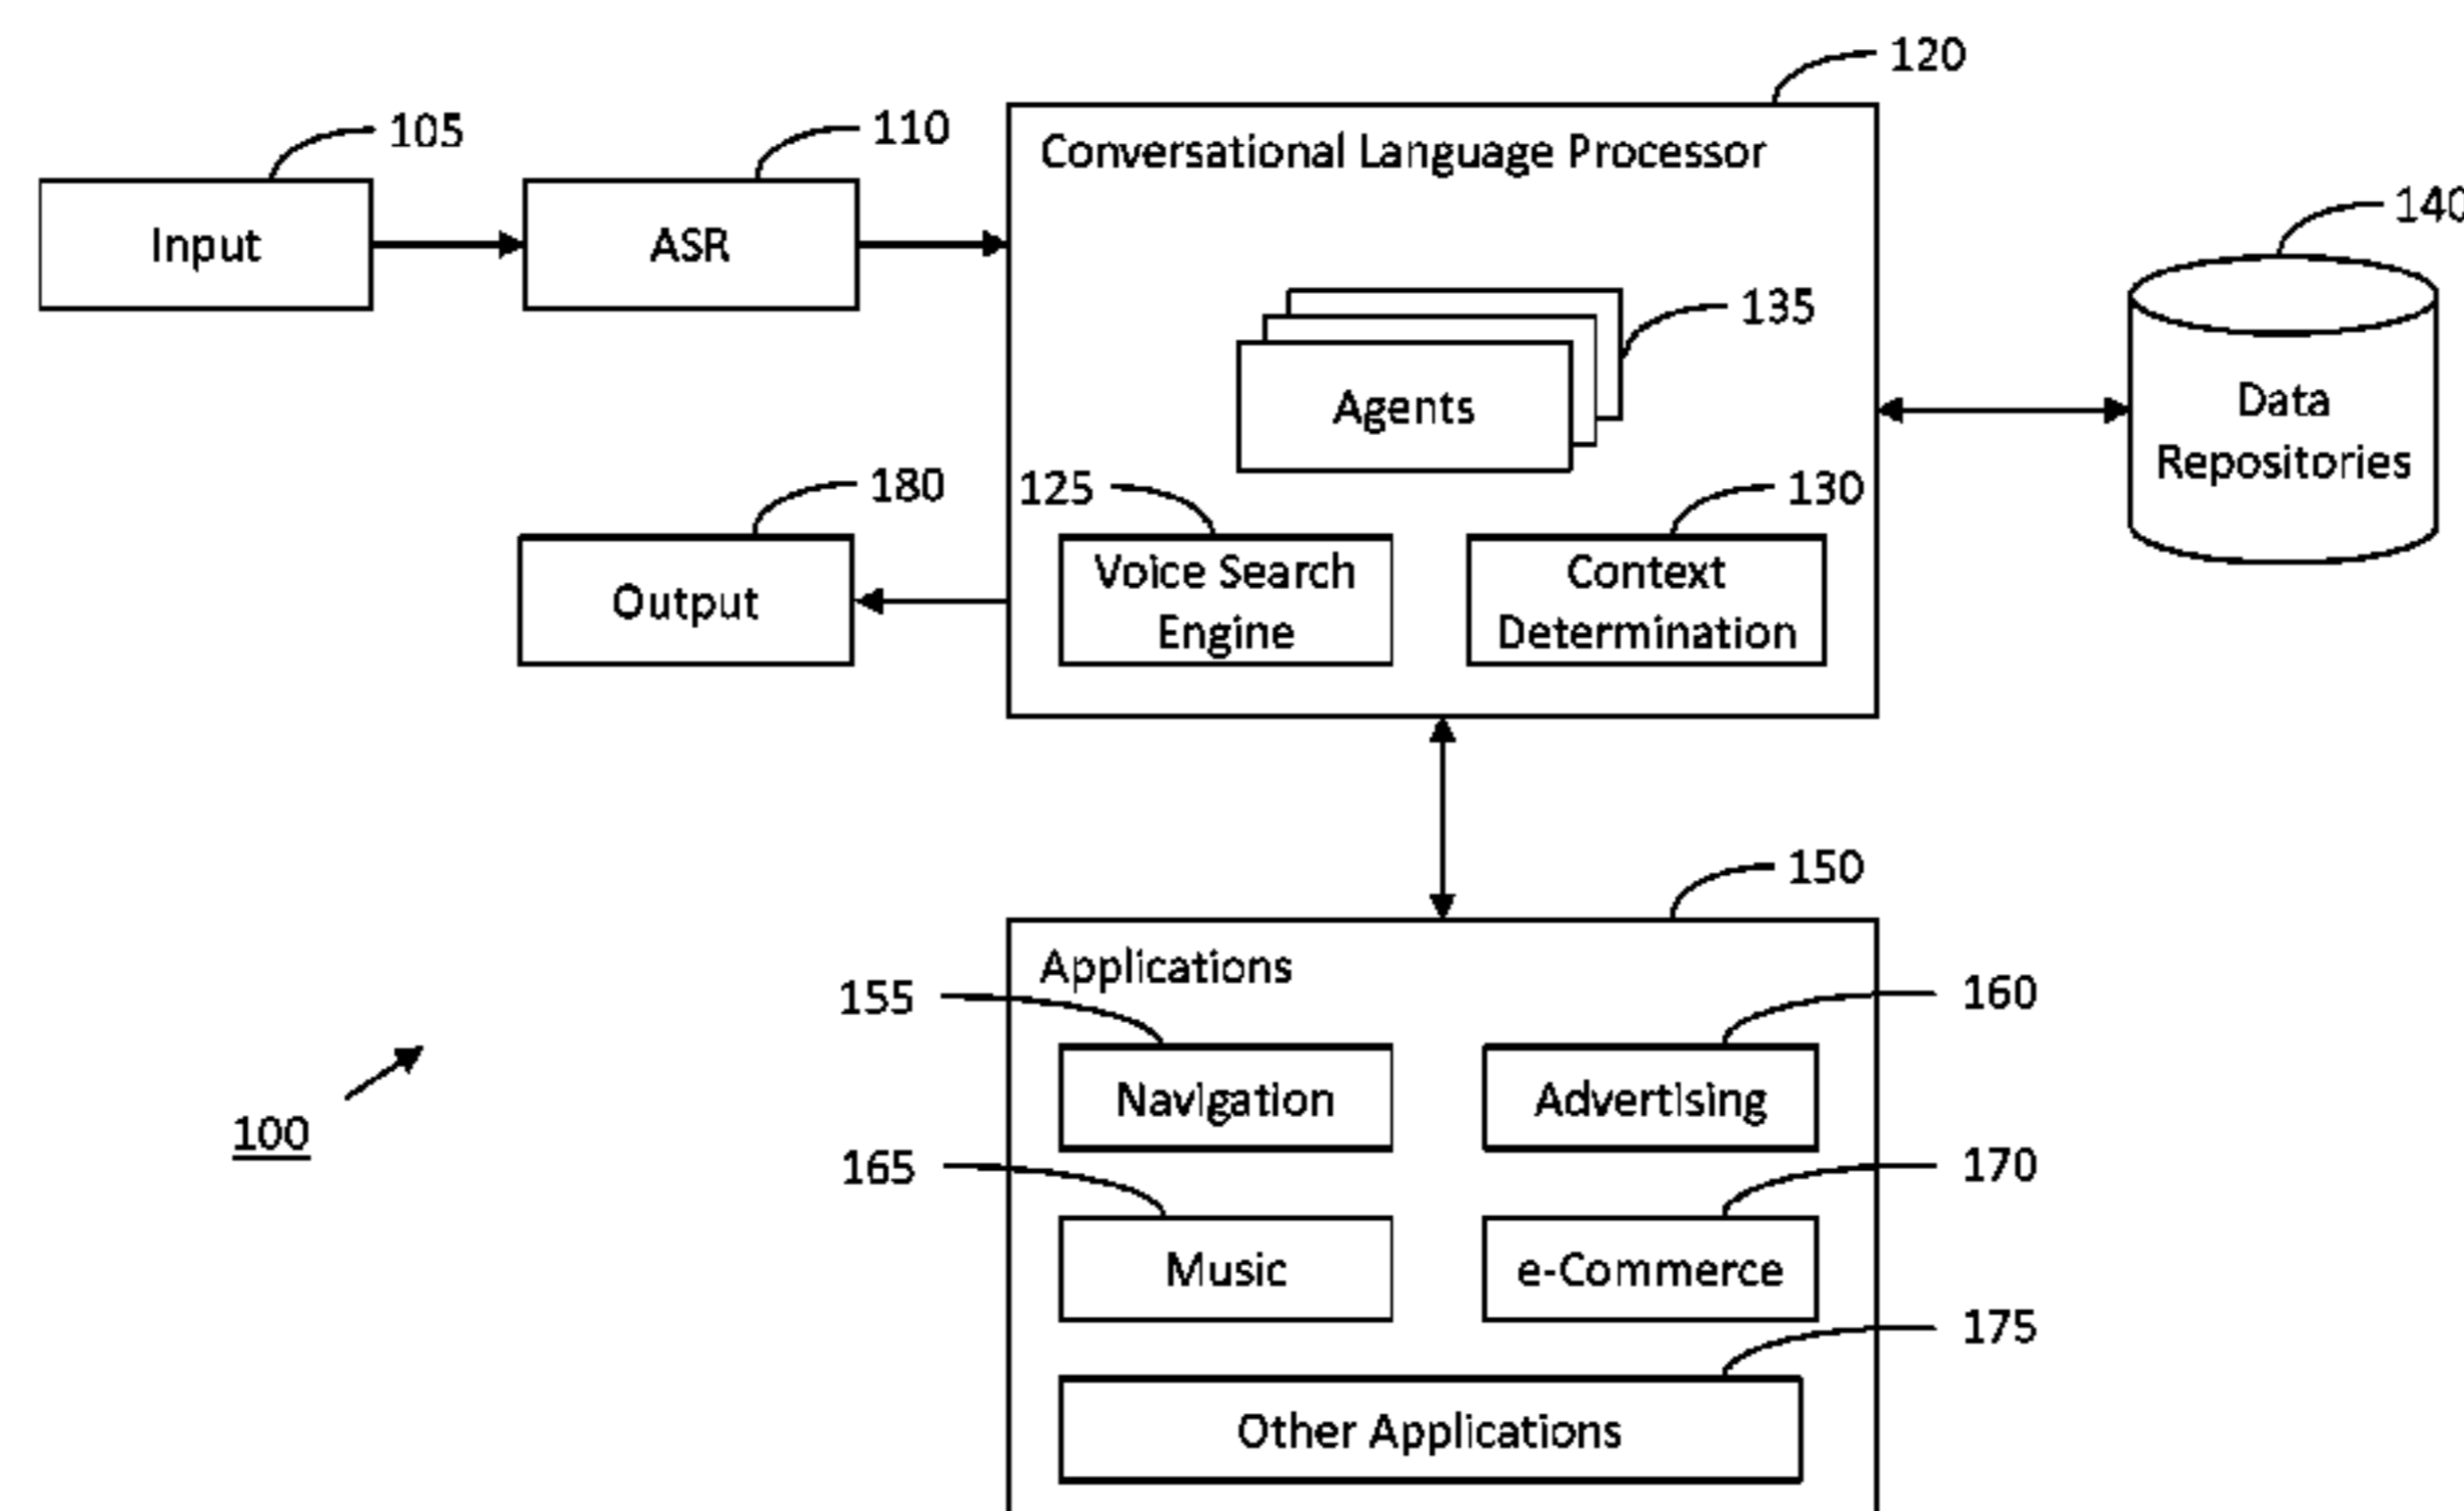 120
105
110
Conversational Language Processor
140
Input
ASR
135
Agents
Data
Repositories
180
125
130
Output
Voice Search
Engine
Context
Determination
150
Applications
155
160
Navigation
Advertising
100
165
170
Music
e-Commerce
175
Other Applications